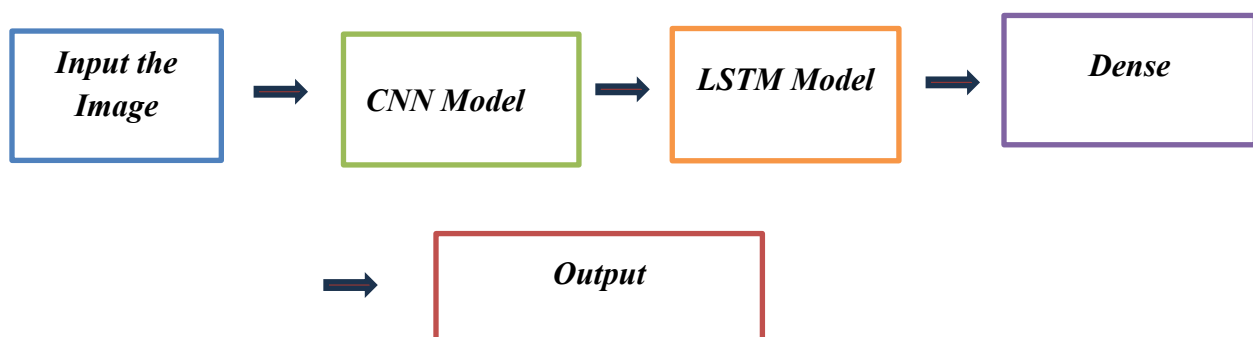 Input the
Image
CNN Model
LSTM Model
Dense
Output